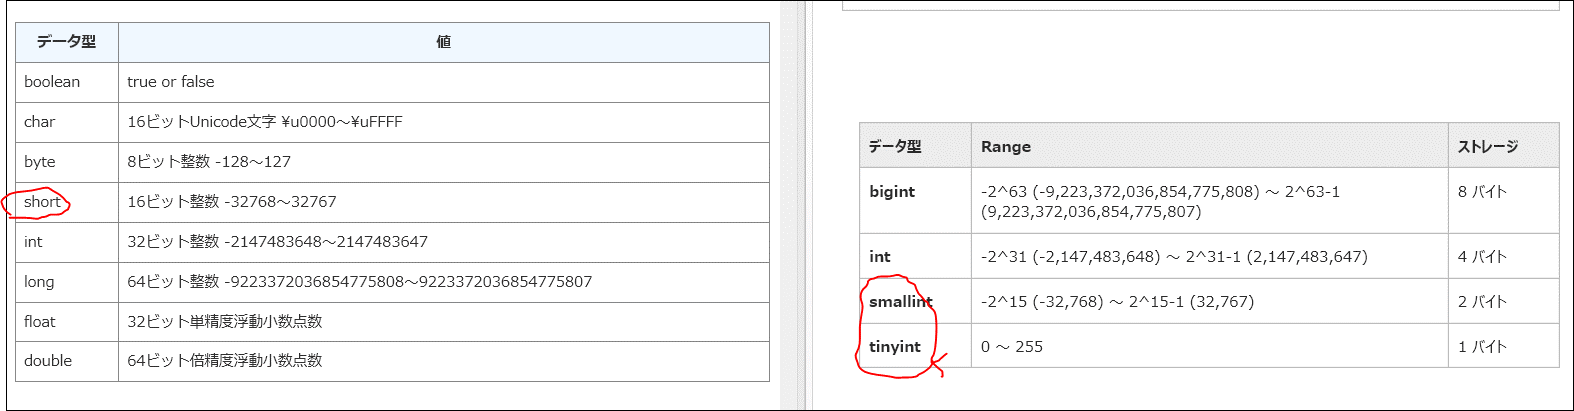 データ型 値
boolean true or false
char 16ビットUnicode文字 ¥u0000～¥uFFFF
byte 8ビット整数 -128～127
short 16ビット整数 -32768～32767
int 32ビット整数 -2147483648～2147483647
long 64ビット整数 -9223372036854775808～9223372036854775807
float 32ビット単精度浮動小数点数
double 64ビット倍精度浮動小数点数
データ型 Range ストレージ
bigint -2^63 (-9,223,372,036,854,775,808) ～ 2^63-1 8 バイト
(9,223,372,036,854,775,807)
int -2^31 (-2,147,483,648) ～ 2^31-1 (2,147,483,647) 4 バイト
smallint -2^15 (-32,768) ～ 2^15-1 (32,767) 2 バイト
tinyint 0 ～ 255 1 バイト